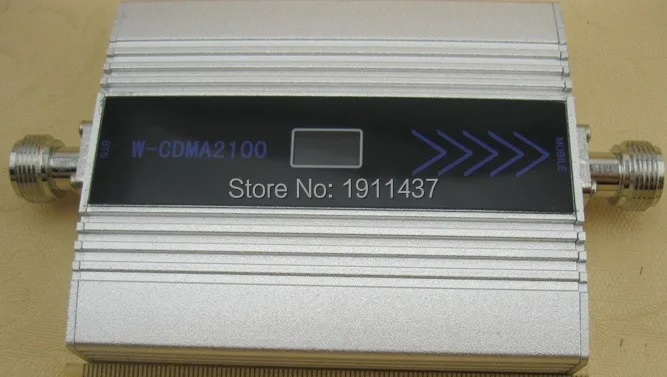 BTS
W-CDMA2100
MOBILE
Store No: 1911437